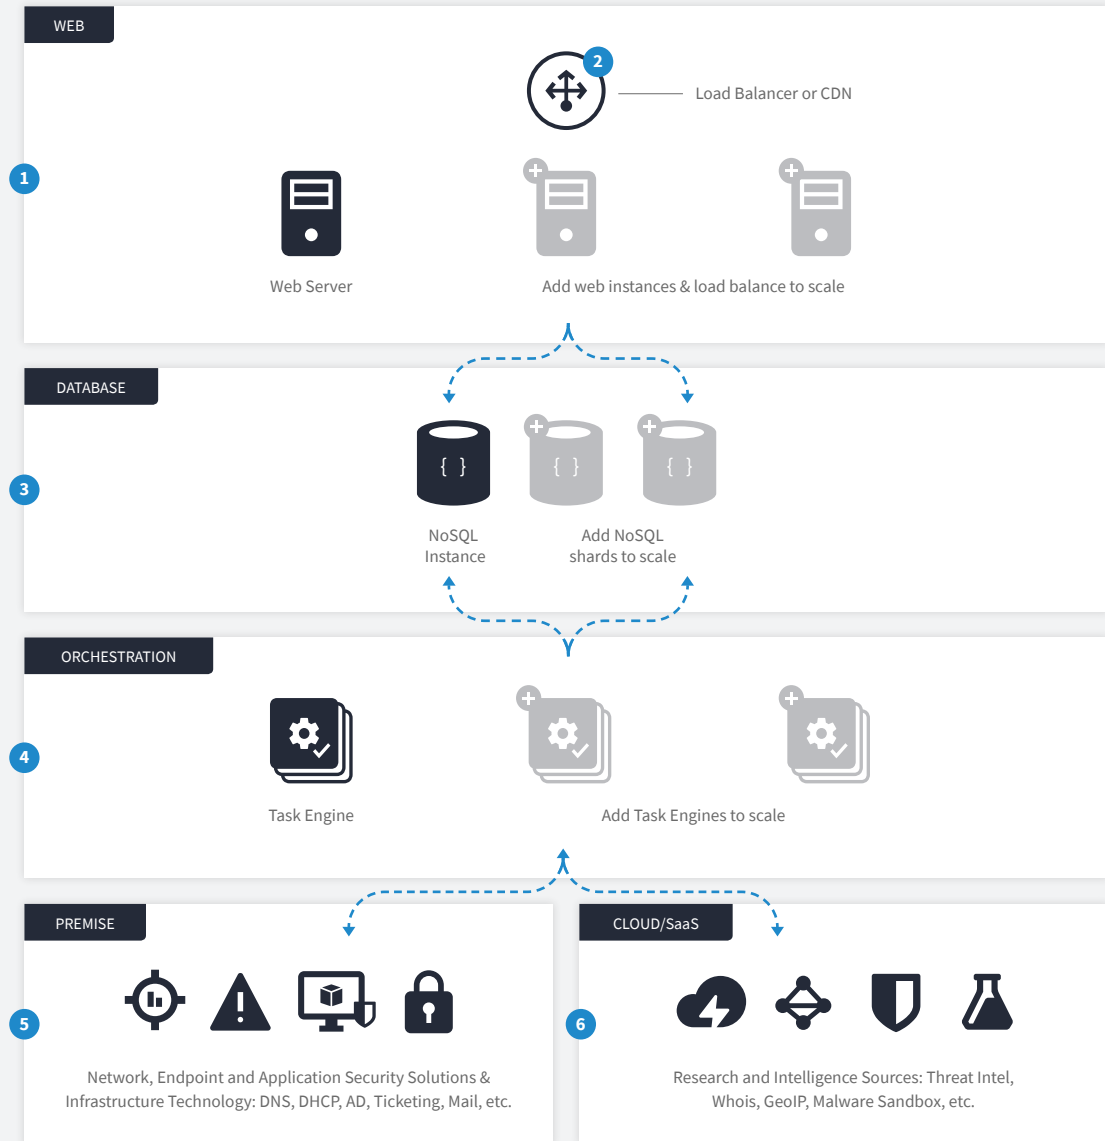 WEB
2
Load Balancer or CDN
1
Web Server
Add web instances & load balance to scale
DATABASE
3
{ }
{ }
{ }
NoSQL
Instance
Add NoSQL
shards to scale
ORCHESTRATION
4
Task Engine
Add Task Engines to scale
PREMISE
5
Network, Endpoint and Application Security Solutions &
Infrastructure Technology: DNS, DHCP, AD, Ticketing, Mail, etc.
CLOUD/SaaS
6
Research and Intelligence Sources: Threat Intel,
Whois, GeoIP, Malware Sandbox, etc.